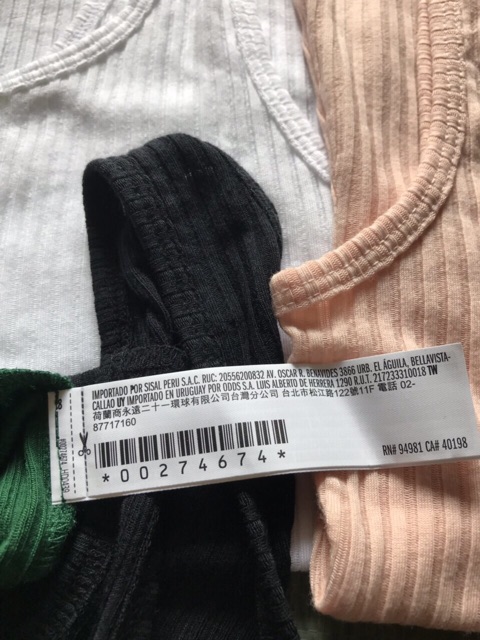 IMPORTADO POR SISAL PERU S.A.C. RUC: 20556200832 AV. OSCAR R. BENAVIDES 3866 URB. EL ÁGUILA, BELLAVISTA-
CALLAO UY IMPORTADO EN URUGUAY POR ODDS S.A. LUIS ALBERTO DE HERRERA 1290 R.U.T. 217233310018 TW
荷蘭商永遠二十一環球有限公司台灣分公司 台北市松江路122號11F 電話 02-
87717160
*00274674*
RN# 94981 CA# 40198